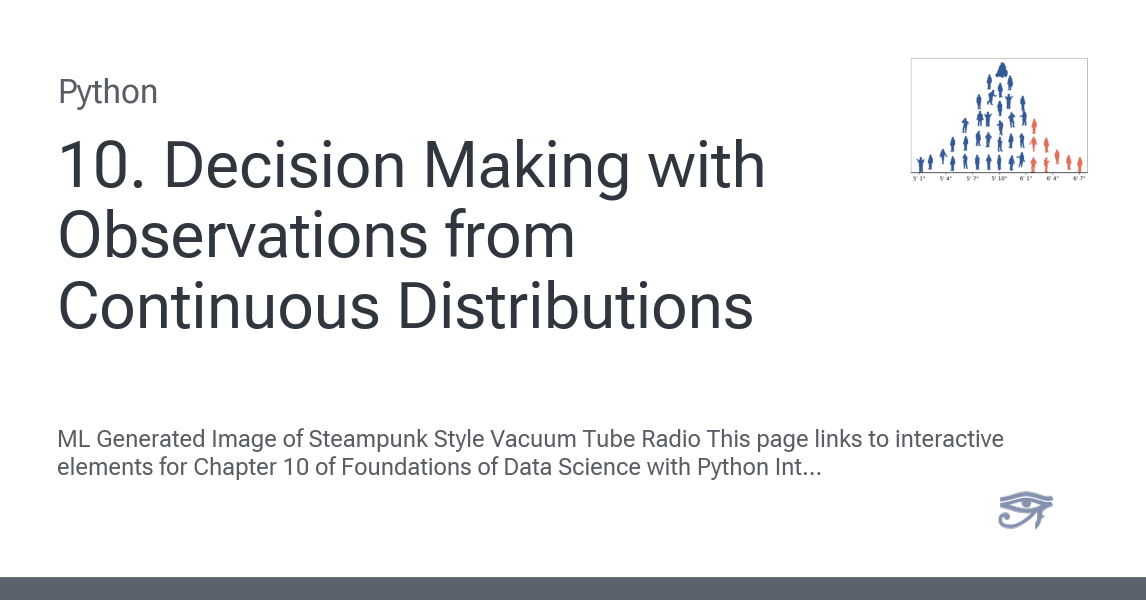 Python
10. Decision Making with
Observations from
Continuous Distributions
5' 1" 5' 4" 5' 7" 5' 10" 6' 1" 6' 4" 6' 7"
ML Generated Image of Steampunk Style Vacuum Tube Radio This page links to interactive
elements for Chapter 10 of Foundations of Data Science with Python Int...